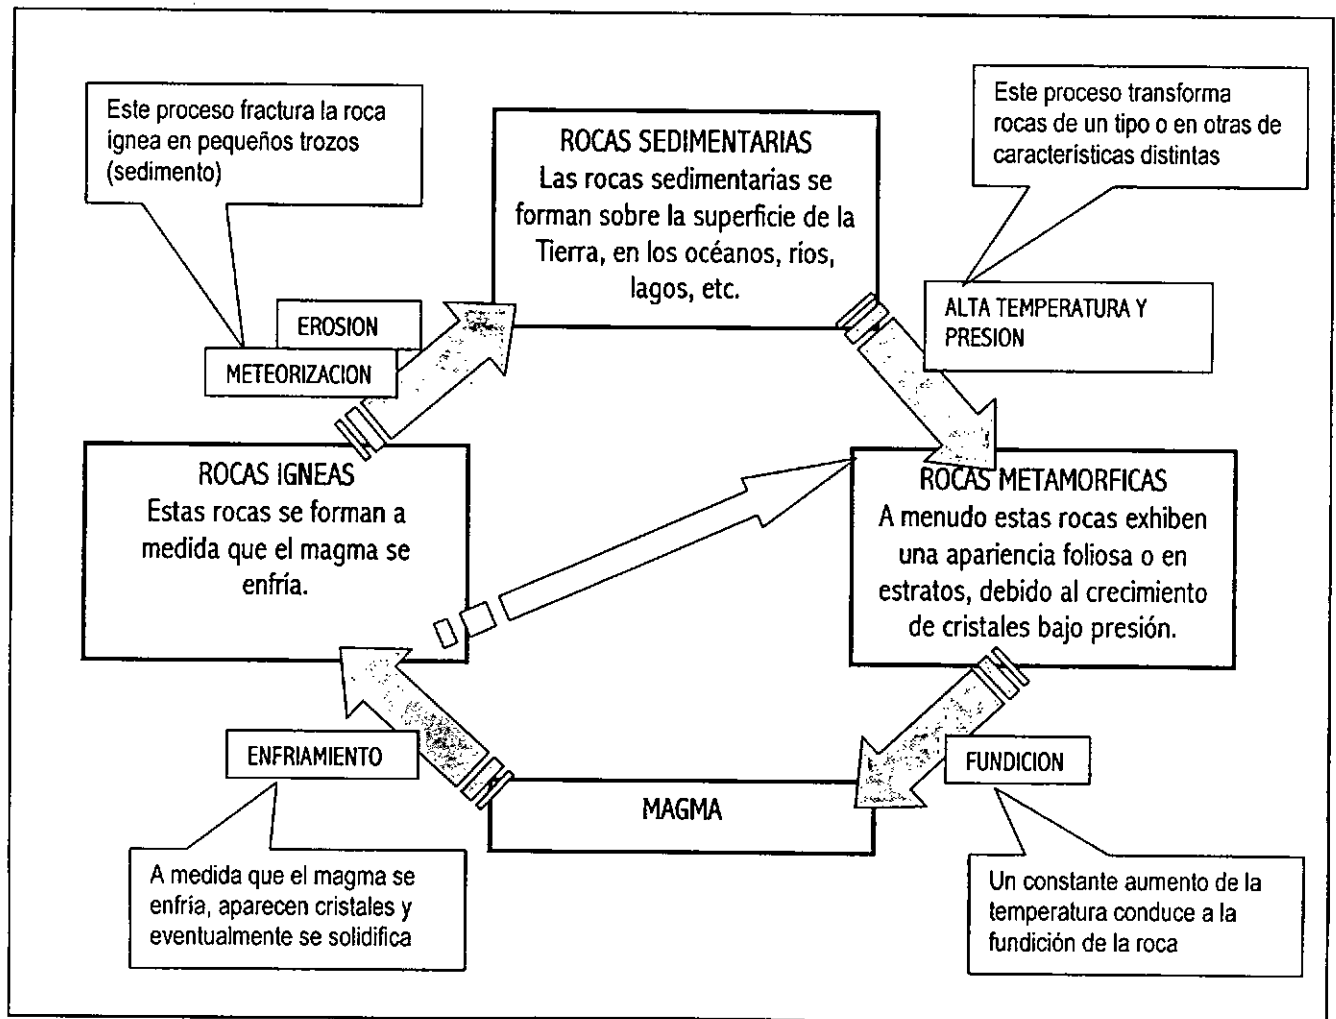 Este proceso fractura la roca
ignea en pequeños trozos
(sedimento)
ROCAS SEDIMENTARIAS
Las rocas sedimentarias se
forman sobre la superficie de la
Tierra, en los océanos, ríos,
lagos, etc.
Este proceso transforma
rocas de un tipo o en otras de
características distintas
EROSION
METEORIZACION
ALTA TEMPERATURA Y
PRESION
ROCAS IGNEAS
Estas rocas se forman a
medida que el magma se
enfría.
ROCAS METAMORFICAS
A menudo estas rocas exhiben
una apariencia foliosa o en
estratos, debido al crecimiento
de cristales bajo presión.
ENFRIAMIENTO
FUNDICION
MAGMA
A medida que el magma se
enfría, aparecen cristales y
eventualmente se solidifica
Un constante aumento de la
temperatura conduce a la
fundición de la roca